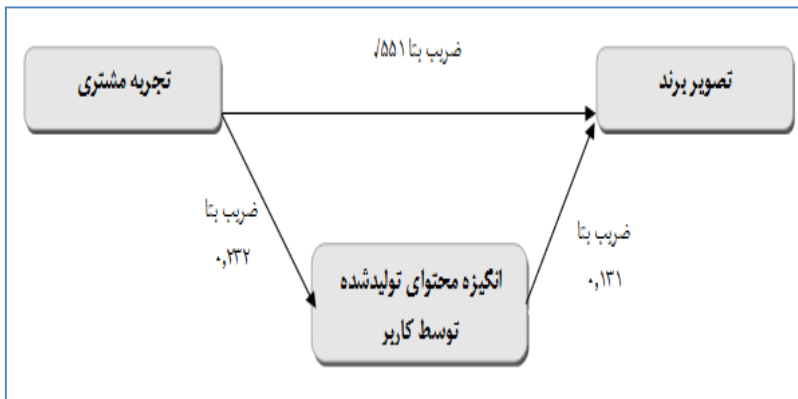 ضریب بتا ۰/۵۵۱
تجربه مشتری
تصویر برند
ضریب بتا
۰,۲۳۲
ضریب بتا
۰,۱۳۱
انگیزه محتوای تولیدشده
توسط کاربر